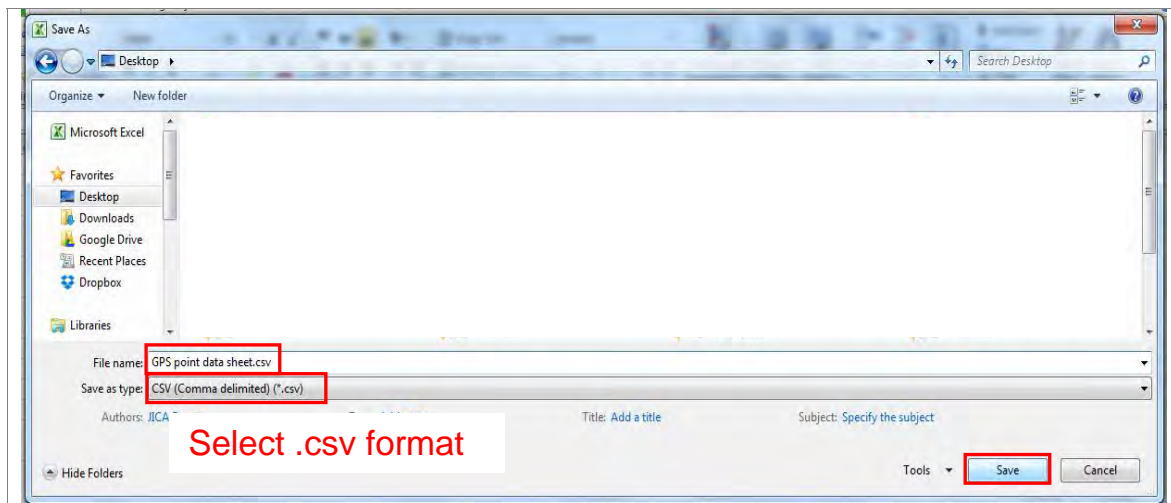 Save As
Desktop
Search Desktop
Organize New folder
Microsoft Excel
Favorites
Desktop
Downloads
Google Drive
Recent Places
Dropbox
Libraries
File name: GPS point data sheet.csv
Save as type: CSV (Comma delimited) (*.csv)
Authors: JICA Title: Add a title Subject: Specify the subject
Select .csv format
Hide Folders Tools Save Cancel